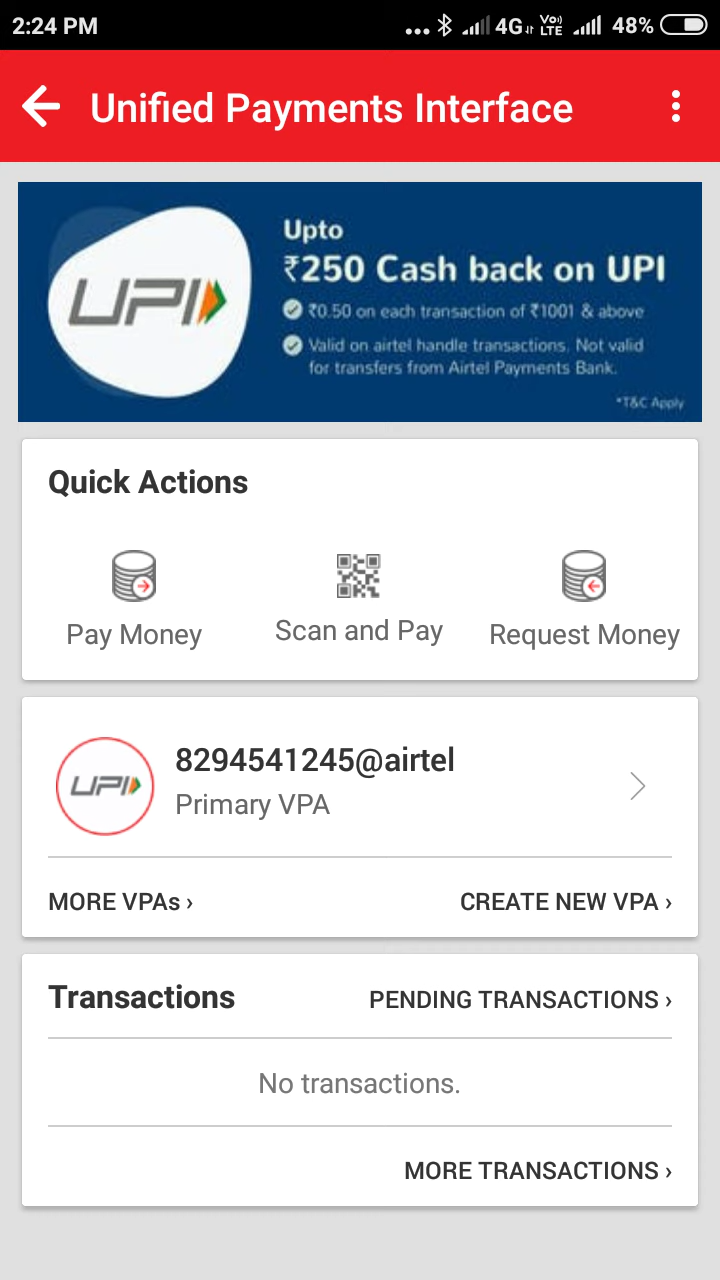 2:24 PM
4G VoLTE 48%
Unified Payments Interface
UPI
Upto
₹250 Cash back on UPI
₹0.50 on each transaction of ₹1001 & above
Valid on airtel handle transactions. Not valid
for transfers from Airtel Payments Bank.
*T&C Apply
Quick Actions
Pay Money
Scan and Pay
Request Money
UPI
8294541245@airtel
Primary VPA
MORE VPAs ›
CREATE NEW VPA ›
Transactions
PENDING TRANSACTIONS ›
No transactions.
MORE TRANSACTIONS ›